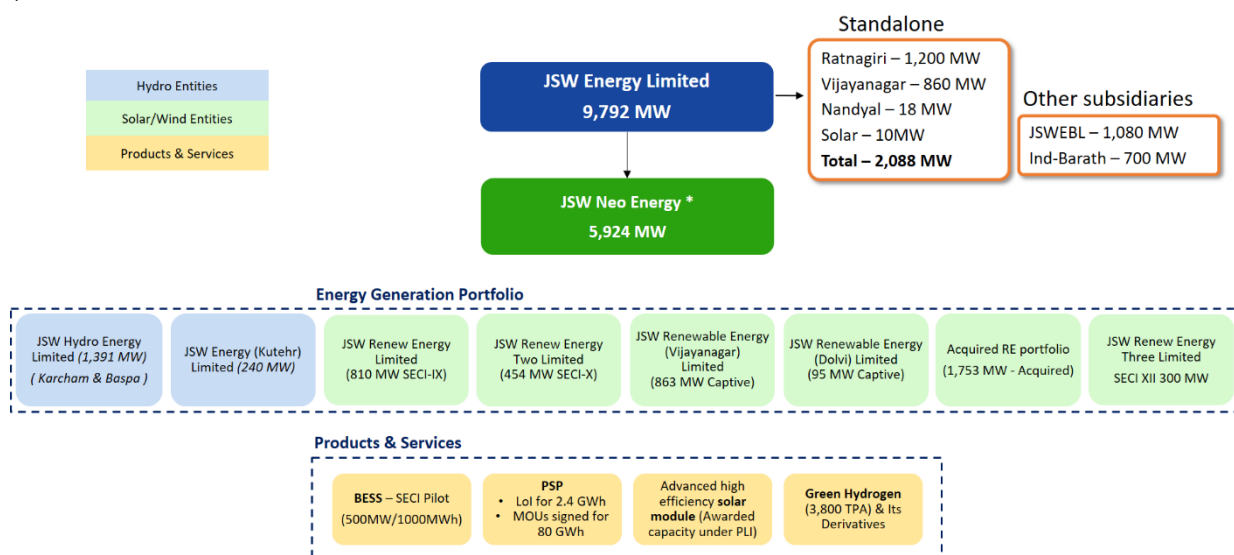 Hydro Entities
Solar/Wind Entities
Products & Services
JSW Energy Limited
9,792 MW
Standalone
Ratnagiri – 1,200 MW
Vijayanagar – 860 MW
Nandyal – 18 MW
Solar – 10MW
Total – 2,088 MW
Other subsidiaries
JSWEBL – 1,080 MW
Ind-Barath – 700 MW
JSW Neo Energy *
5,924 MW
Energy Generation Portfolio
JSW Hydro Energy
Limited (1,391 MW)
( Karcham & Baspa )
JSW Energy (Kutehr)
Limited (240 MW)
JSW Renew Energy
Limited
(810 MW SECI-IX)
JSW Renew Energy
Two Limited
(454 MW SECI-X)
JSW Renewable Energy
(Vijayanagar)
Limited
(863 MW Captive)
JSW Renewable Energy
(Dolvi) Limited
(95 MW Captive)
Acquired RE portfolio
(1,753 MW - Acquired)
JSW Renew Energy
Three Limited
SECI XII 300 MW
Products & Services
BESS – SECI Pilot
(500MW/1000MWh)
PSP
• LoI for 2.4 GWh
• MOUs signed for
80 GWh
Advanced high
efficiency solar
module (Awarded
capacity under PLI)
Green Hydrogen
(3,800 TPA) & Its
Derivatives